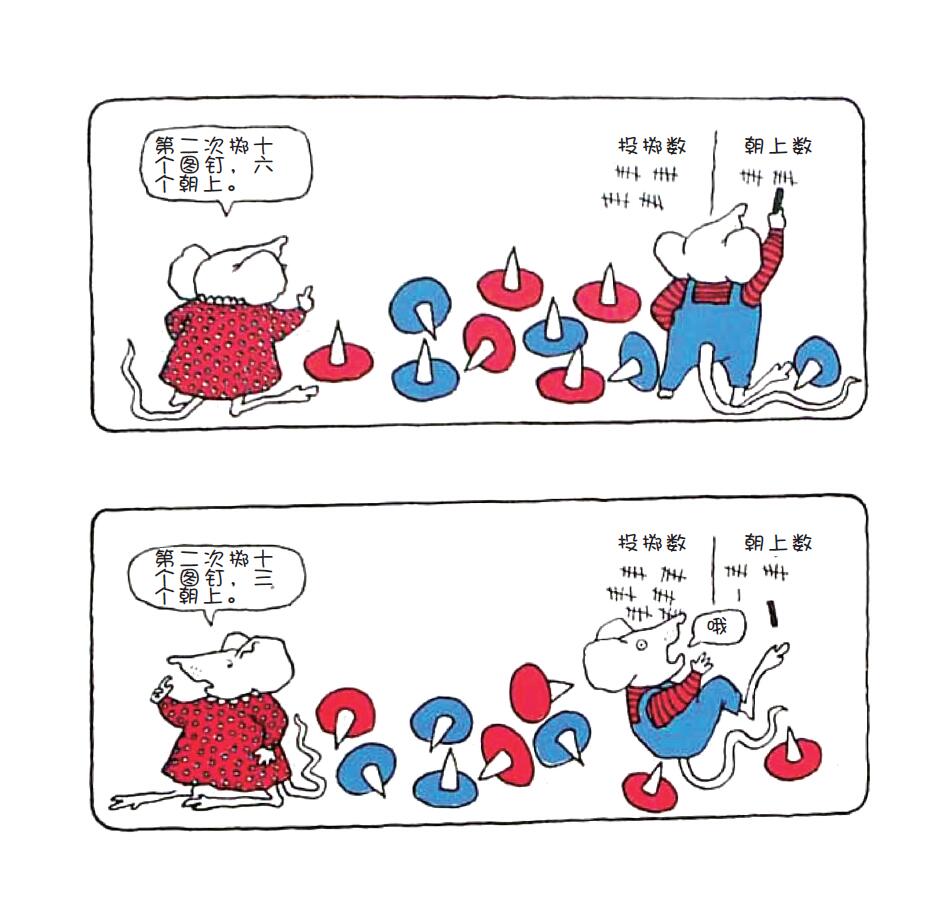 第二次掷十
个图钉，六
个朝上。
投掷数
朝上数
第二次掷十
个图钉，三
个朝上。
投掷数
朝上数
哦